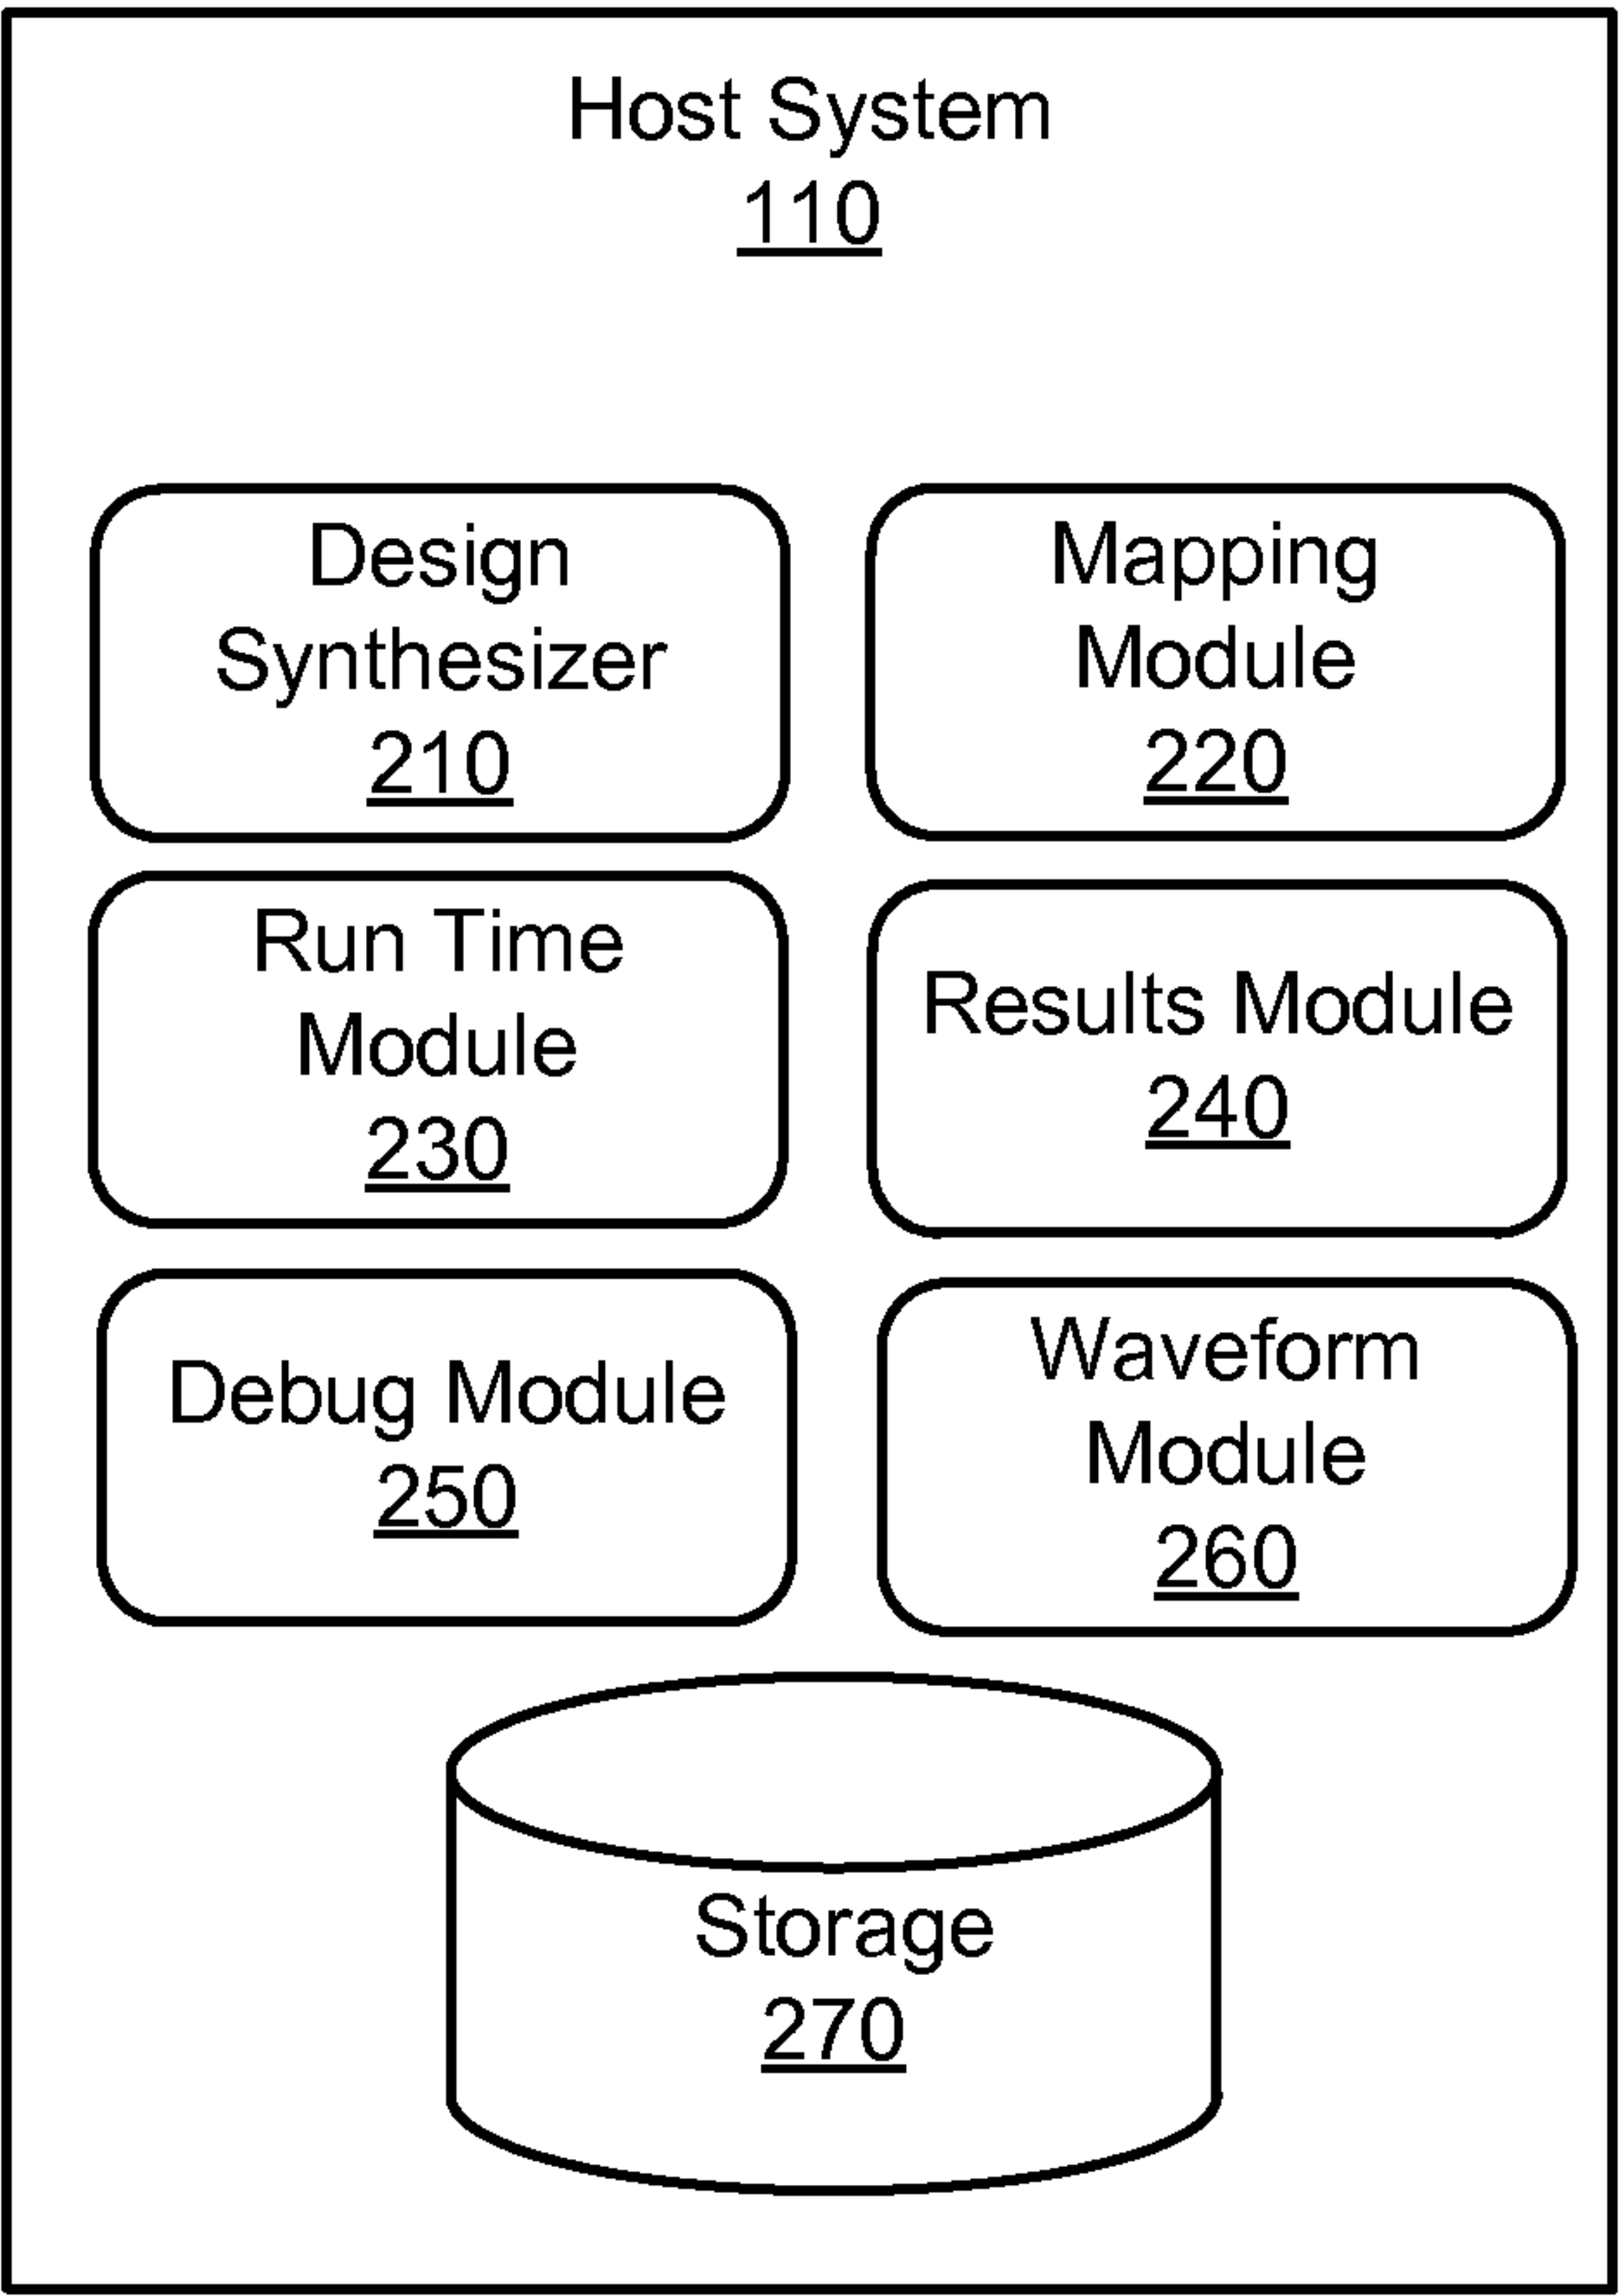 Host System
110
Design
Synthesizer
210
Mapping
Module
220
Run Time
Module
230
Results Module
240
Debug Module
250
Waveform
Module
260
Storage
270